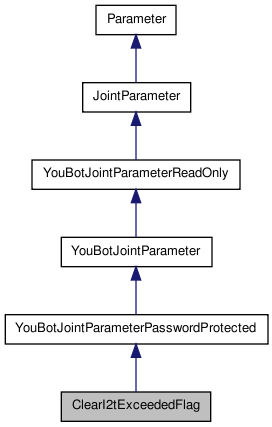 Parameter
JointParameter
YouBotJointParameterReadOnly
YouBotJointParameter
YouBotJointParameterPasswordProtected
ClearI2tExceededFlag